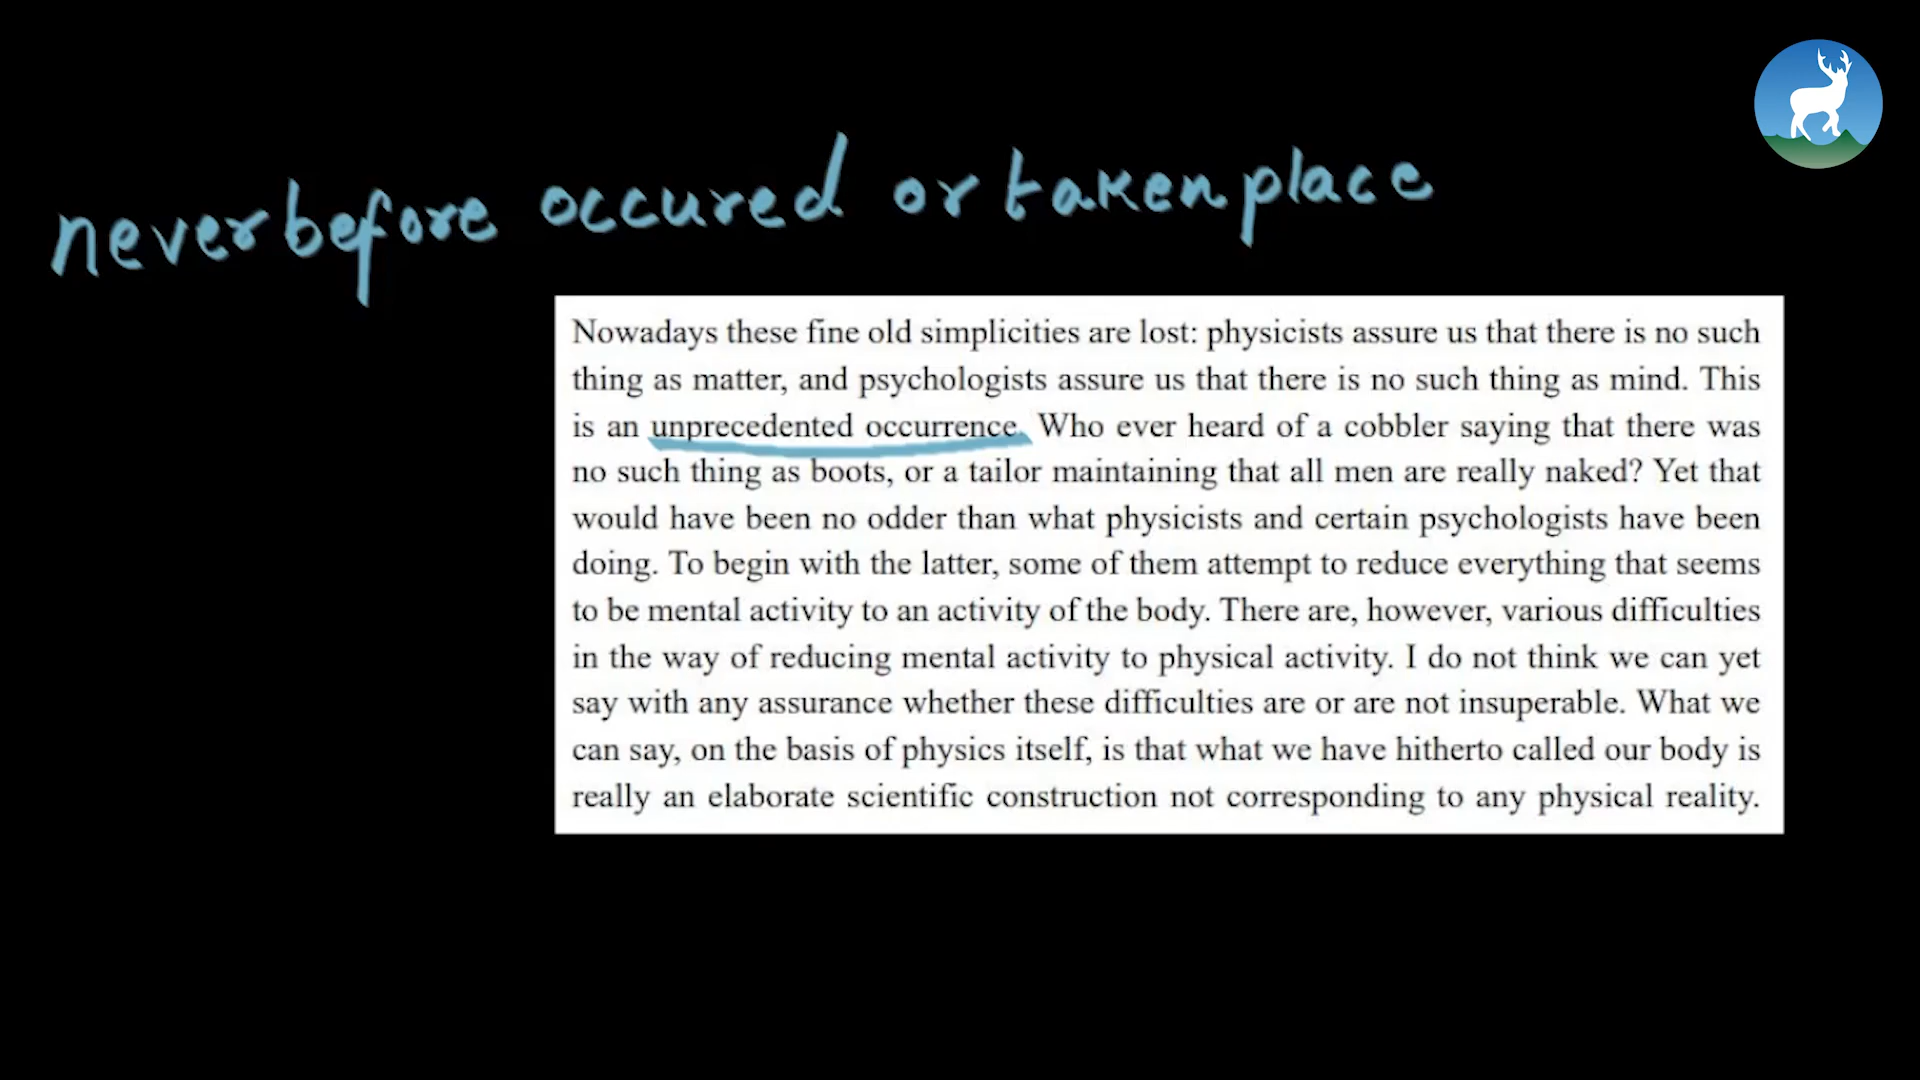 never before occured or taken place
Nowadays these fine old simplicities are lost: physicists assure us that there is no such
thing as matter, and psychologists assure us that there is no such thing as mind. This
is an unprecedented occurrence. Who ever heard of a cobbler saying that there was
no such thing as boots, or a tailor maintaining that all men are really naked? Yet that
would have been no odder than what physicists and certain psychologists have been
doing. To begin with the latter, some of them attempt to reduce everything that seems
to be mental activity to an activity of the body. There are, however, various difficulties
in the way of reducing mental activity to physical activity. I do not think we can yet
say with any assurance whether these difficulties are or are not insuperable. What we
can say, on the basis of physics itself, is that what we have hitherto called our body is
really an elaborate scientific construction not corresponding to any physical reality.